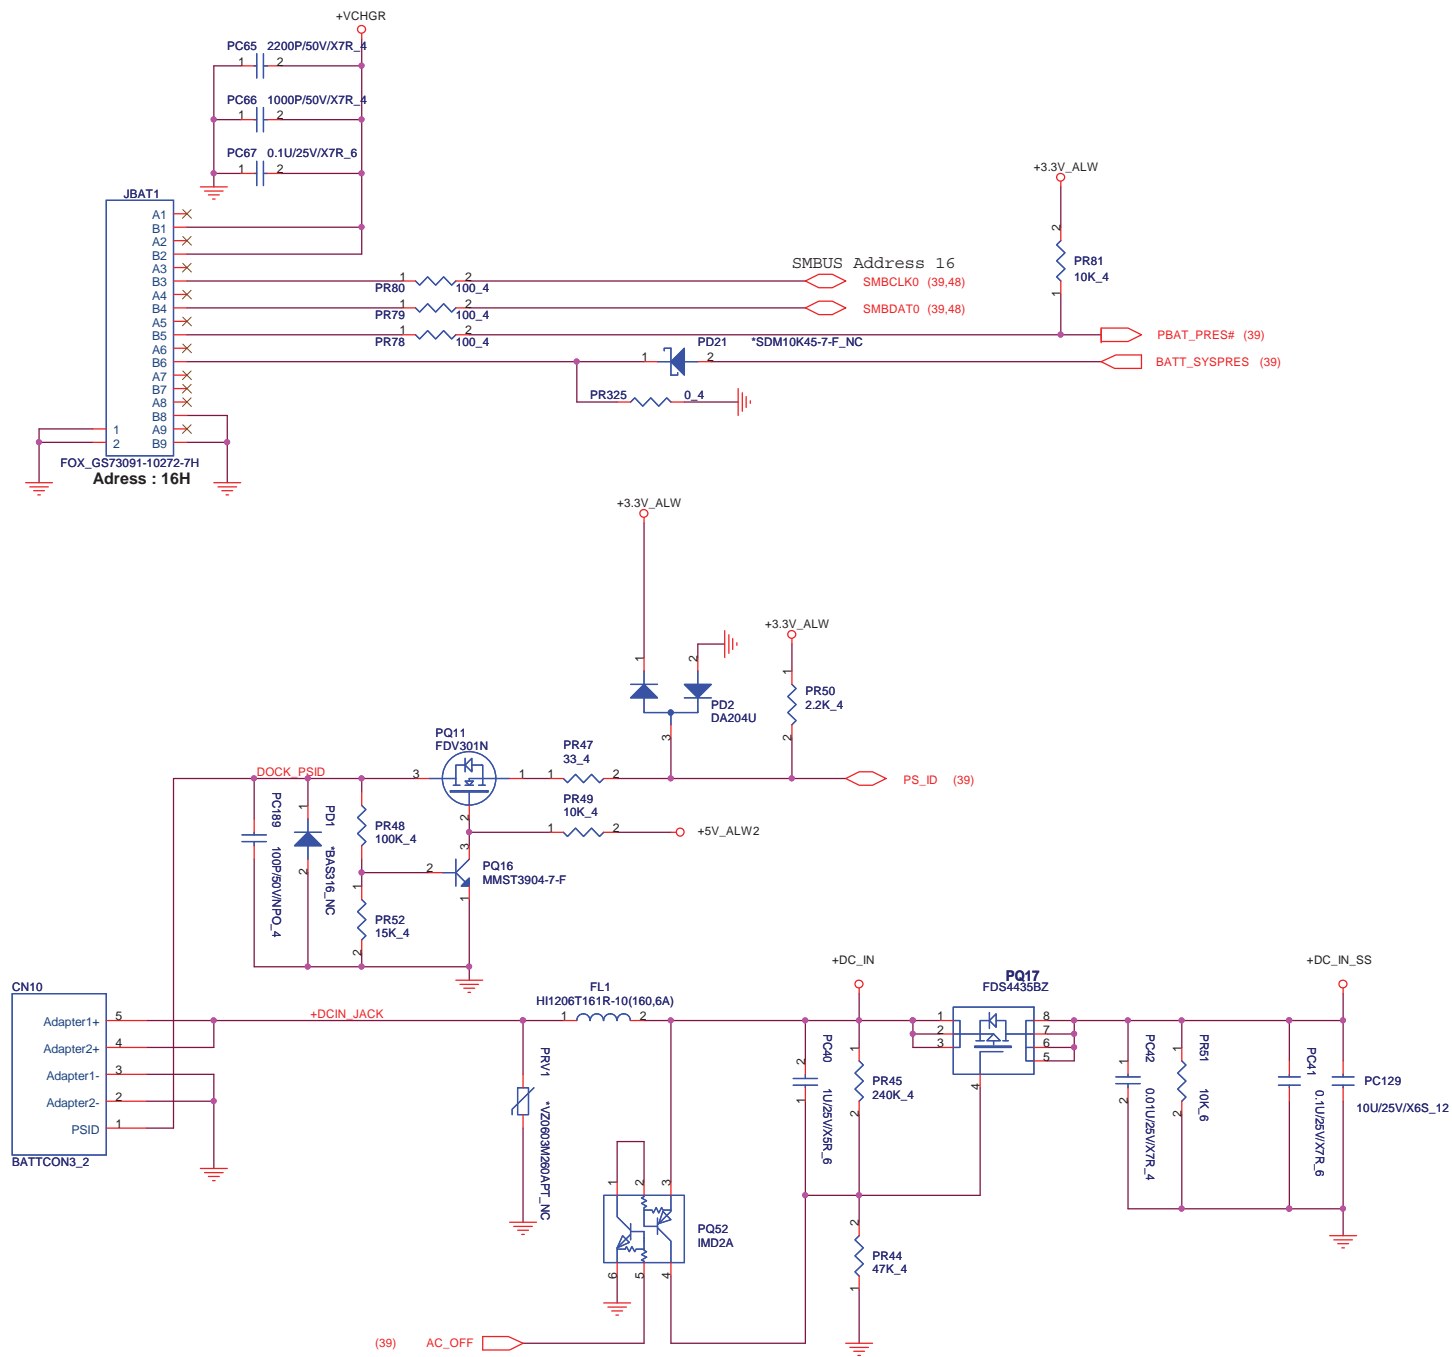 +VCHGR
PC65 2200P/50V/X7R_4
1 2
PC66 1000P/50V/X7R_4
1 2
PC67 0.1U/25V/X7R_6
1 2
JBAT1
A1
B1
A2
B2
A3
B3
A4
B4
A5
B5
A6
B6
A7
B7
A8
B8
A9
B9
1
2
FOX_GS73091-10272-7H
Adress : 16H
+3.3V_ALW
2
PR81
10K_4
1
SMBUS Address 16
1 2
PR80 100_4
SMBCLK0 (39,48)
1 2
PR79 100_4
SMBDAT0 (39,48)
1 2
PR78 100_4
PBAT_PRES# (39)
PD21 *SDM10K45-7-F_NC
1 2
BATT_SYSPRES (39)
PR325 0_4
+3.3V_ALW
1
2
PD2
DA204U
3
+3.3V_ALW
1
PR50
2.2K_4
2
PQ11
FDV301N
3 1
2
PR47
33_4
1 2
PS_ID (39)
PR49
10K_4
1 2
+5V_ALW2
DOCK_PSID
PC189
100P/50V/NPO_4
1
PD1
*BAS316_NC
2
PR48
100K_4
3
2
1
PQ16
MMST3904-7-F
1
PR52
15K_4
2
CN10
Adapter1+ 5
Adapter2+ 4
Adapter1- 3
Adapter2- 2
PSID 1
BATTCON3_2
+DCIN_JACK
FL1
HI1206T161R-10(160,6A)
1 2
PRV1
*VZ0603M260APT_NC
1 2 3
6 5 4
PQ52
IMD2A
(39) AC_OFF
+DC_IN
2
PC40
1U/25V/X5R_6
1
1
PR45
240K_4
2
2
PR44
47K_4
1
PQ17
FDS4435BZ
1 8
2 7
3 6
5
4
+DC_IN_SS
1
PC42
0.01U/25V/X7R_4
2
1
PR51
10K_6
2
PC41
0.1U/25V/X7R_6
PC129
10U/25V/X6S_12